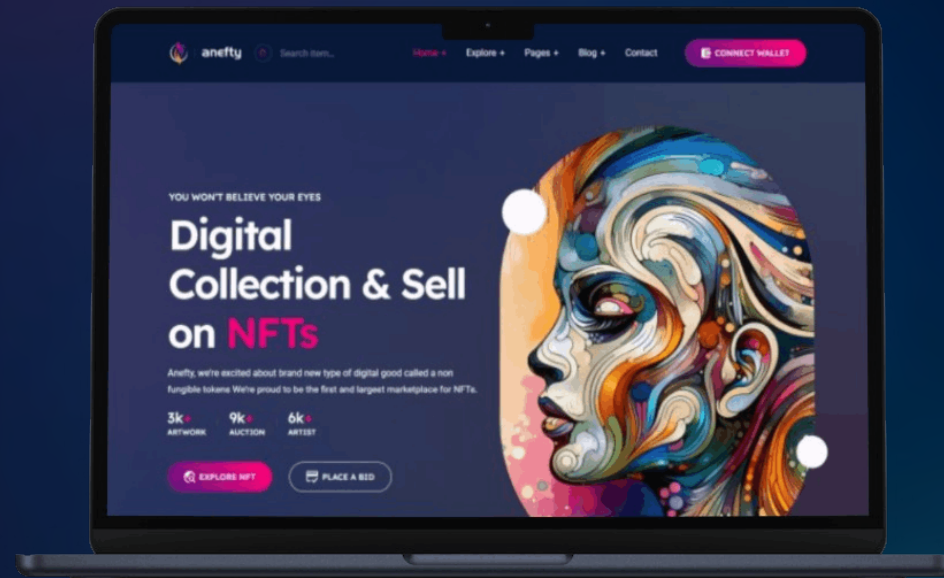 anefty
Search item...
Home +
Explore +
Pages +
Blog +
Contact
CONNECT WALLET
YOU WON'T BELIEVE YOUR EYES
Digital
Collection & Sell
on NFTs
Anefty, we're excited about brand new type of digital good called a non
fungible tokens We're proud to be the first and largest marketplace for NFTs.
3k+ 9k+ 6k+
ARTWORK AUCTION ARTIST
EXPLORE NFT
PLACE A BID